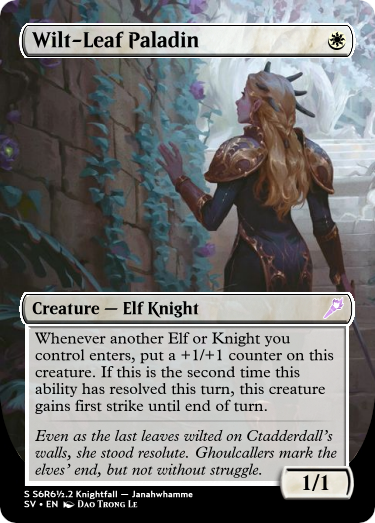 Wilt-Leaf Paladin
Creature — Elf Knight
Whenever another Elf or Knight you
control enters, put a +1/+1 counter on this
creature. If this is the second time this
ability has resolved this turn, this creature
gains first strike until end of turn.
Even as the last leaves wilted on Ctadderdall's
walls, she stood resolute. Ghoulcallers mark the
elves' end, but not without struggle.
1/1
S S6R6½.2 Knightfall — Janahwhamme
SV • EN Dao Trong Le